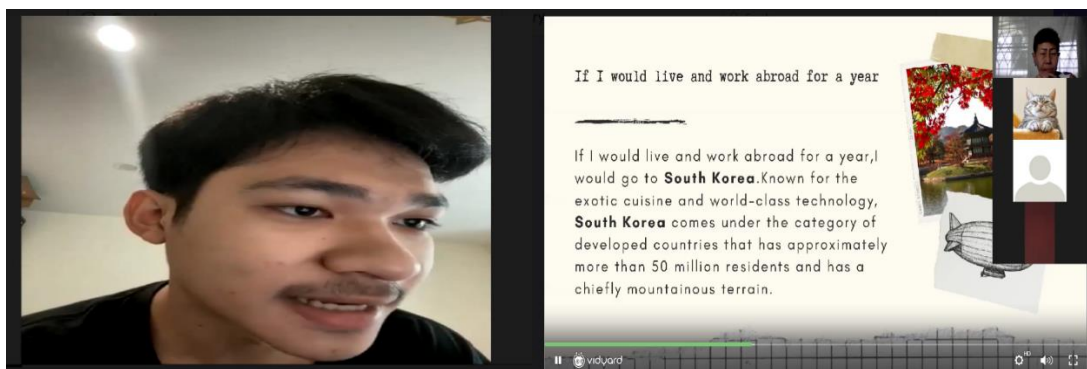 If I would live and work abroad for a year
If I would live and work abroad for a year,I
would go to South Korea.Known for the
exotic cuisine and world-class technology,
South Korea comes under the category of
developed countries that has approximately
more than 50 million residents and has a
chiefly mountainous terrain.
vidyard
HD